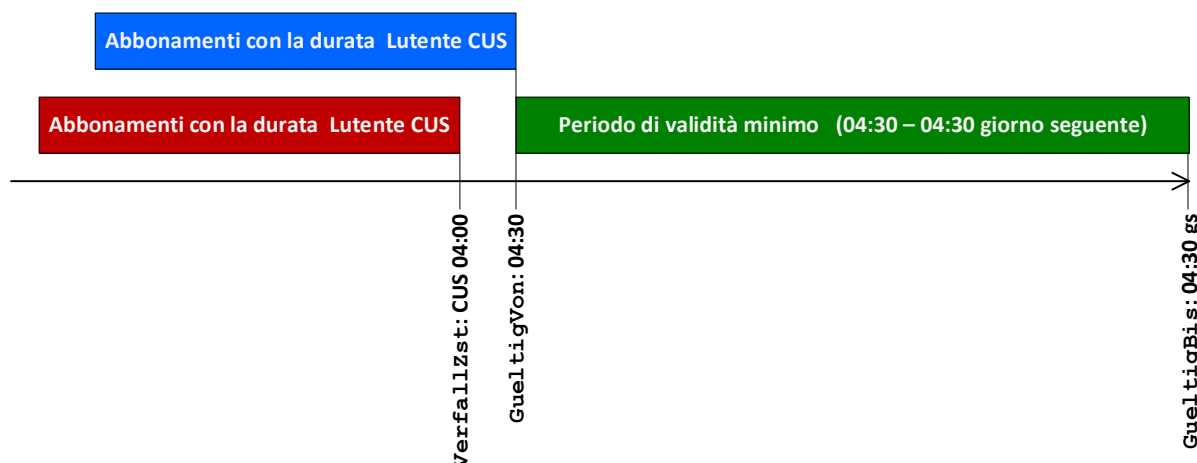 Abbonamenti con la durata Lutente CUS
Abbonamenti con la durata Lutente CUS
Periodo di validità minimo (04:30 – 04:30 giorno seguente)
VerfallZst: CUS 04:00
GueltigVon: 04:30
GueltigBis: 04:30 gs